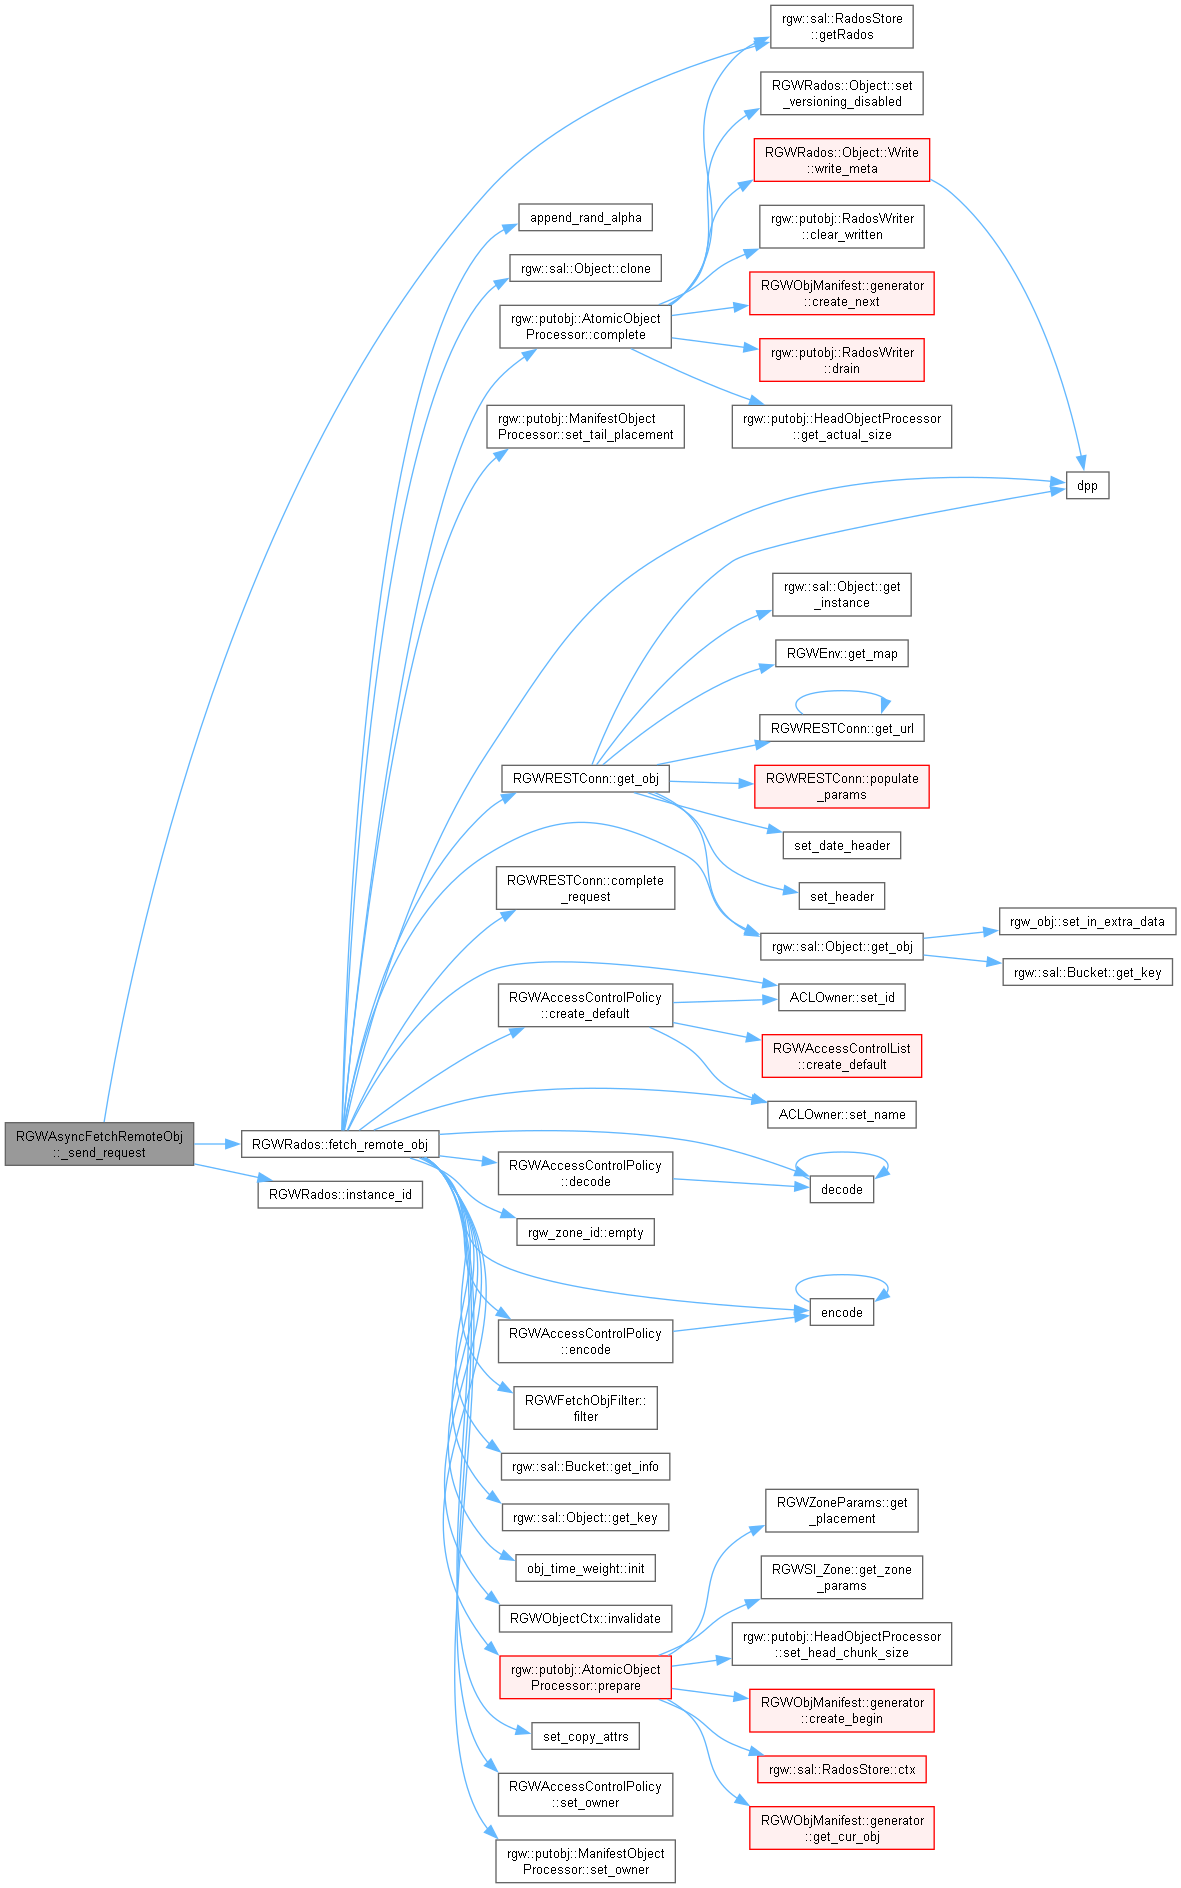 rgw::sal::RadosStore
::getRados
RGWRados::Object::set
_versioning_disabled
RGWRados::Object::Write
::write_meta
append_rand_alpha
rgw::putobj::RadosWriter
::clear_written
rgw::sal::Object::clone
RGWObjManifest::generator
::create_next
rgw::putobj::AtomicObject
Processor::complete
rgw::putobj::RadosWriter
::drain
rgw::putobj::ManifestObject
Processor::set_tail_placement
rgw::putobj::HeadObjectProcessor
::get_actual_size
dpp
rgw::sal::Object::get
_instance
RGWEnv::get_map
RGWRESTConn::get_url
RGWRESTConn::get_obj
RGWRESTConn::populate
_params
set_date_header
RGWRESTConn::complete
_request
set_header
rgw_obj::set_in_extra_data
rgw::sal::Object::get_obj
rgw::sal::Bucket::get_key
RGWAccessControlPolicy
::create_default
ACLOwner::set_id
RGWAccessControlList
::create_default
ACLOwner::set_name
RGWAsyncFetchRemoteObj
::_send_request
RGWRados::fetch_remote_obj
RGWRados::instance_id
RGWAccessControlPolicy
::decode
decode
rgw_zone_id::empty
encode
RGWAccessControlPolicy
::encode
RGWFetchObjFilter::
filter
rgw::sal::Bucket::get_info
rgw::sal::Object::get_key
RGWZoneParams::get
_placement
obj_time_weight::init
RGWSI_Zone::get_zone
_params
RGWObjectCtx::invalidate
rgw::putobj::HeadObjectProcessor
::set_head_chunk_size
rgw::putobj::AtomicObject
Processor::prepare
RGWObjManifest::generator
::create_begin
set_copy_attrs
rgw::sal::RadosStore::ctx
RGWAccessControlPolicy
::set_owner
RGWObjManifest::generator
::get_cur_obj
rgw::putobj::ManifestObject
Processor::set_owner